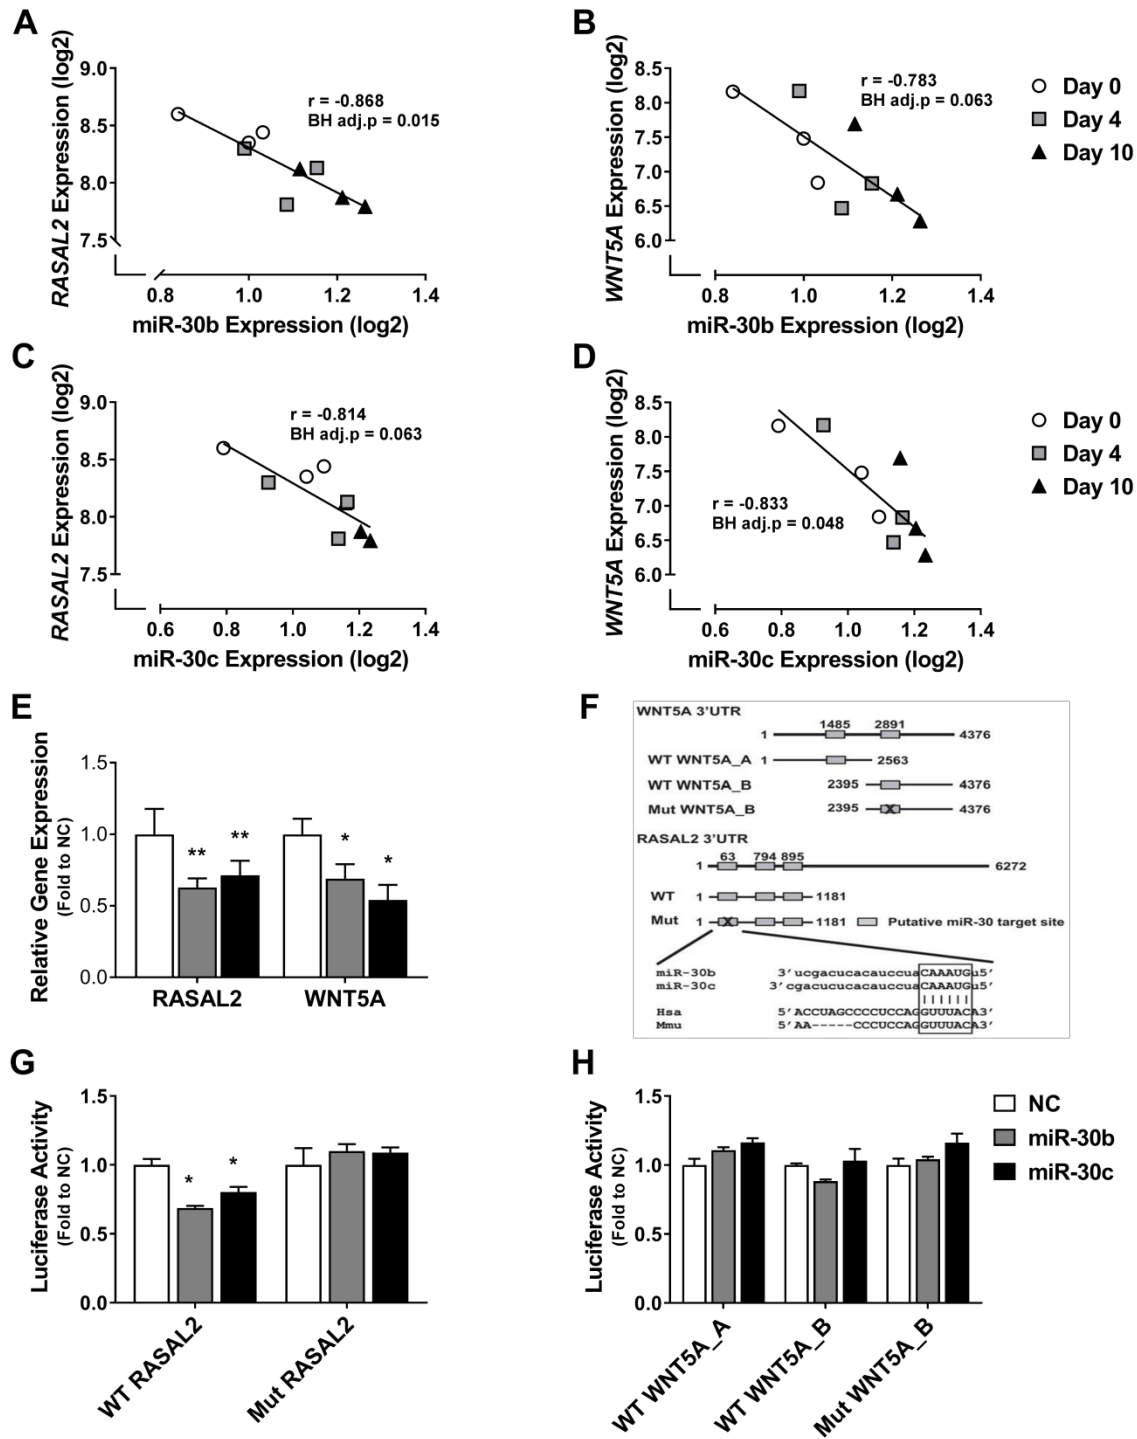 A
RASAL2 Expression (log2)
9.0
8.5
8.0
7.5
r = -0.868
BH adj.p = 0.015
0.8
1.0
1.2
1.4
miR-30b Expression (log2)
B
WNT5A Expression (log2)
8.5
8.0
7.5
7.0
6.5
6.0
r = -0.783
BH adj.p = 0.063
0.8
1.0
1.2
1.4
miR-30b Expression (log2)
Day 0
Day 4
Day 10
C
RASAL2 Expression (log2)
9.0
8.5
8.0
7.5
r = -0.814
BH adj.p = 0.063
0.6
0.8
1.0
1.2
1.4
miR-30c Expression (log2)
D
WNT5A Expression (log2)
8.5
8.0
7.5
7.0
6.5
6.0
r = -0.833
BH adj.p = 0.048
0.6
0.8
1.0
1.2
1.4
miR-30c Expression (log2)
Day 0
Day 4
Day 10
E
Relative Gene Expression
(Fold to NC)
1.5
1.0
0.5
0.0
**
**
*
*
RASAL2
WNT5A
F
WNT5A 3'UTR
1485 2891
1 4376
WT WNT5A_A 1 2563
WT WNT5A_B 2395 4376
Mut WNT5A_B 2395 X 4376
RASAL2 3'UTR
63 794 895
1 6272
WT 1 1181
Mut 1 X 1181 Putative miR-30 target site
miR-30b 3'ucgacucacauccuaCAAAUGu5'
miR-30c 3'cgacucucacauccuaCAAAUGu5'
Hsa 5'ACCUAGCCCCUCCAGGUUUACA3'
Mmu 5'AA-----CCCUCCAGGUUUACA3'
G
Luciferase Activity
(Fold to NC)
1.5
1.0
0.5
0.0
*
*
WT RASAL2
Mut RASAL2
H
Luciferase Activity
(Fold to NC)
1.5
1.0
0.5
0.0
WT WNT5A_A
WT WNT5A_B
Mut WNT5A_B
NC
miR-30b
miR-30c